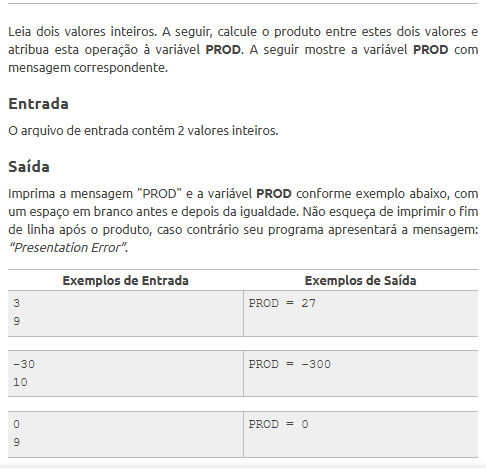 Leia dois valores inteiros. A seguir, calcule o produto entre estes dois valores e
atribua esta operação à variável PROD. A seguir mostre a variável PROD com
mensagem correspondente.
Entrada
O arquivo de entrada contém 2 valores inteiros.
Saída
Imprima a mensagem "PROD" e a variável PROD conforme exemplo abaixo, com
um espaço em branco antes e depois da igualdade. Não esqueça de imprimir o fim
de linha após o produto, caso contrário seu programa apresentará a mensagem:
“Presentation Error”.
Exemplos de Entrada Exemplos de Saída
3 PROD = 27
9
-30 PROD = -300
10
0 PROD = 0
9